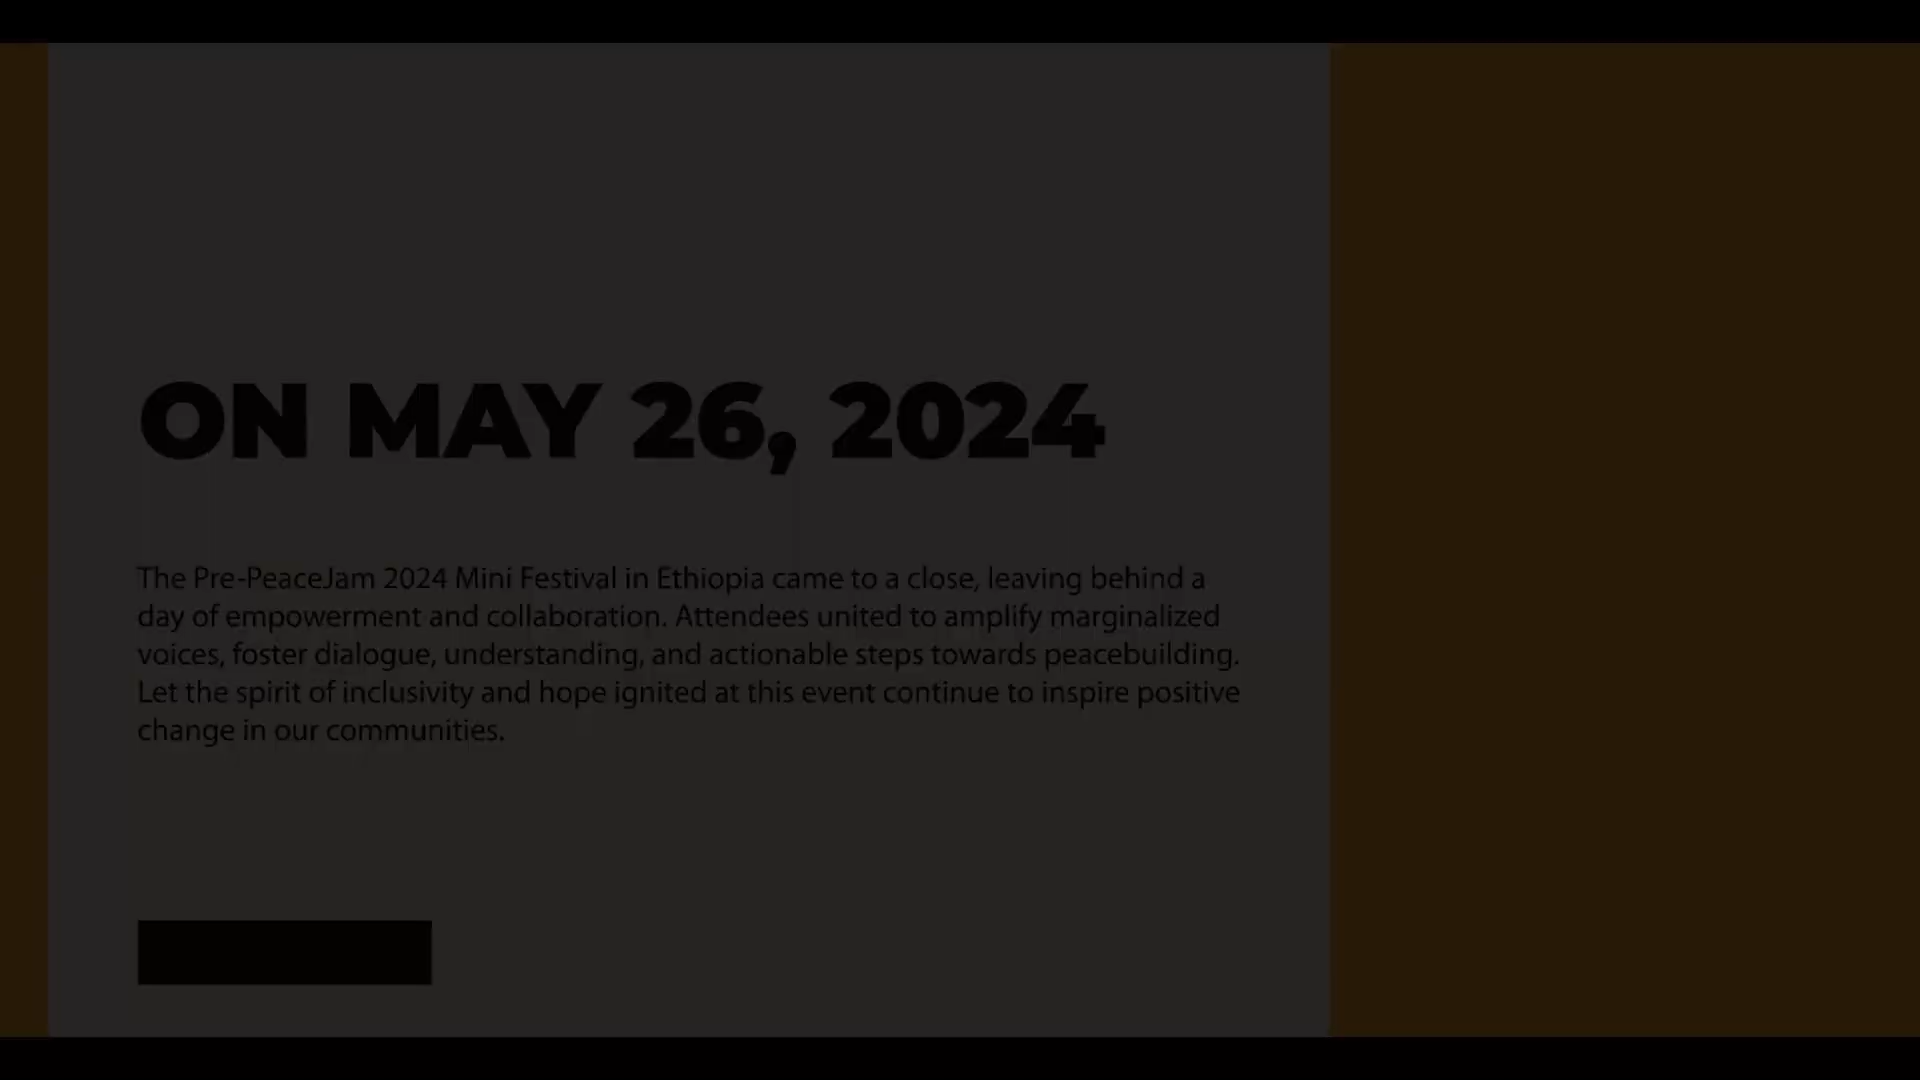 ON MAY 26, 2024
The Pre-PeaceJam 2024 Mini Festival in Ethiopia came to a close, leaving behind a
day of empowerment and collaboration. Attendees united to amplify marginalized
voices, foster dialogue, understanding, and actionable steps towards peacebuilding.
Let the spirit of inclusivity and hope ignited at this event continue to inspire positive
change in our communities.